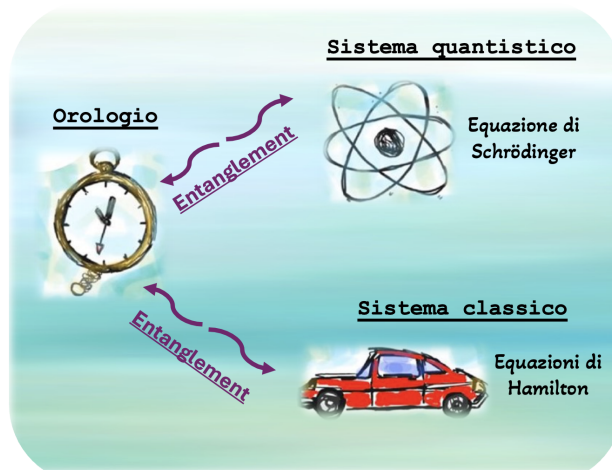 Sistema quantistico
Orologio
Equazione di
Schrödinger
Entanglement
Sistema classico
Entanglement
Equazioni di
Hamilton